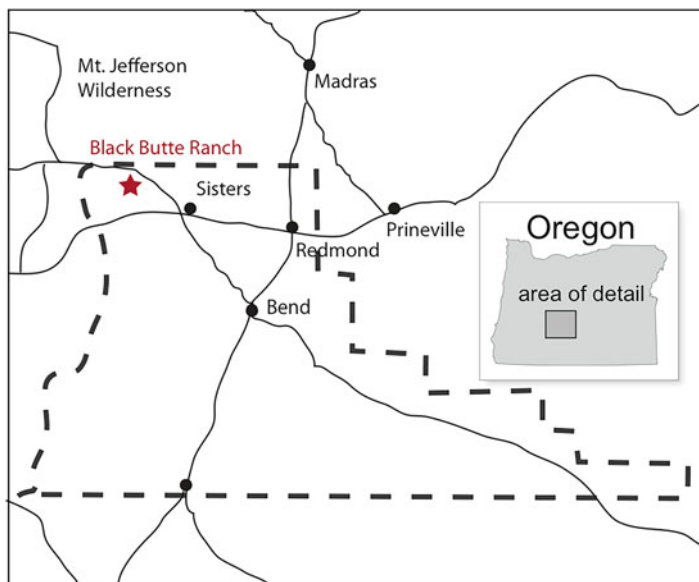 Mt. Jefferson
Wilderness
Madras
Black Butte Ranch
Sisters
Prineville
Redmond
Bend
Oregon
area of detail